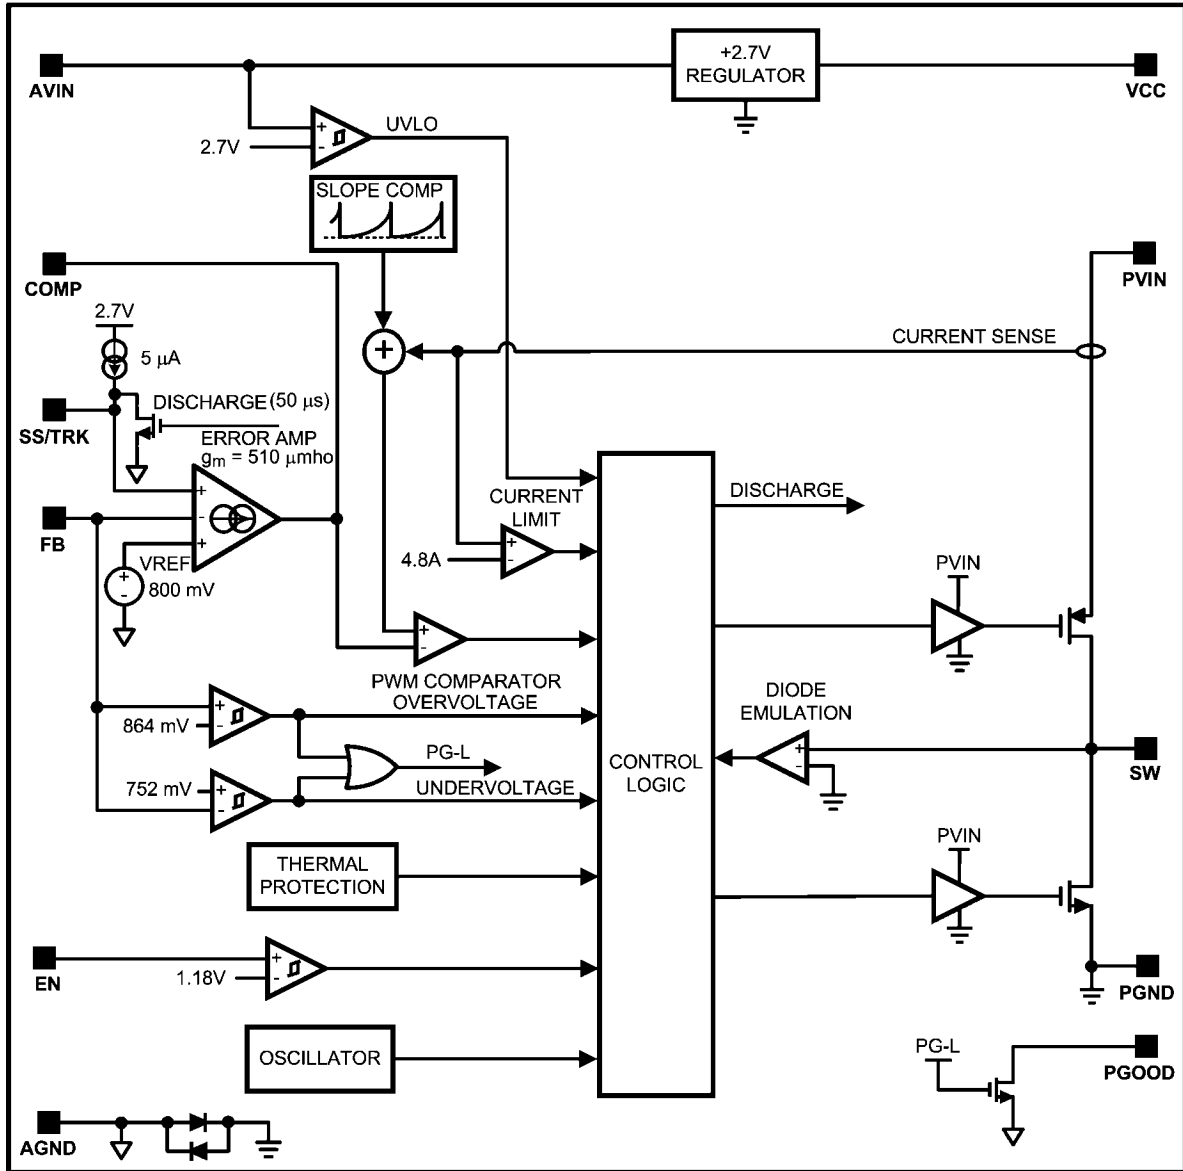 +2.7V
REGULATOR
AVIN
VCC
UVLO
+
-
2.7V
SLOPE COMP
COMP
PVIN
2.7V
+
CURRENT SENSE
5 μA
DISCHARGE (50 μs)
SS/TRK
ERROR AMP
gm = 510 μmho
+
-
+
FB
CURRENT
LIMIT
DISCHARGE
VREF
800 mV
+
-
4.8A
+
-
PVIN
+
-
PWM COMPARATOR
OVERVOLTAGE
DIODE
EMULATION
864 mV
+
-
PG-L
CONTROL
LOGIC
+
-
SW
752 mV
+
-
UNDERVOLTAGE
PVIN
THERMAL
PROTECTION
EN
1.18V
+
-
PGND
OSCILLATOR
PG-L
PGOOD
AGND